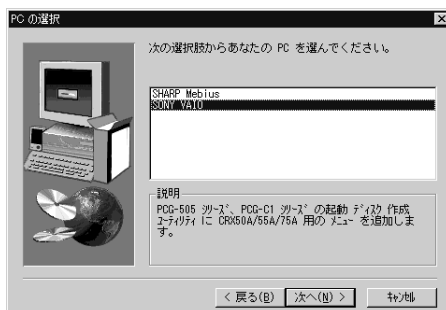 PC の選択
次の選択肢からあなたの PC を選んでください。
SHARP Mebius
SONY VAIO
説明
PCG-505 ｼﾘｰｽﾞ、PCG-C1 ｼﾘｰｽﾞ の起動 ﾃﾞｨｽｸ 作成
ﾕｰﾃｨﾘﾃｨ に CRX50A/55A/75A 用の ﾒﾆｭｰ を追加しま
す。
< 戻る(B)
次へ(N) >
ｷｬﾝｾﾙ